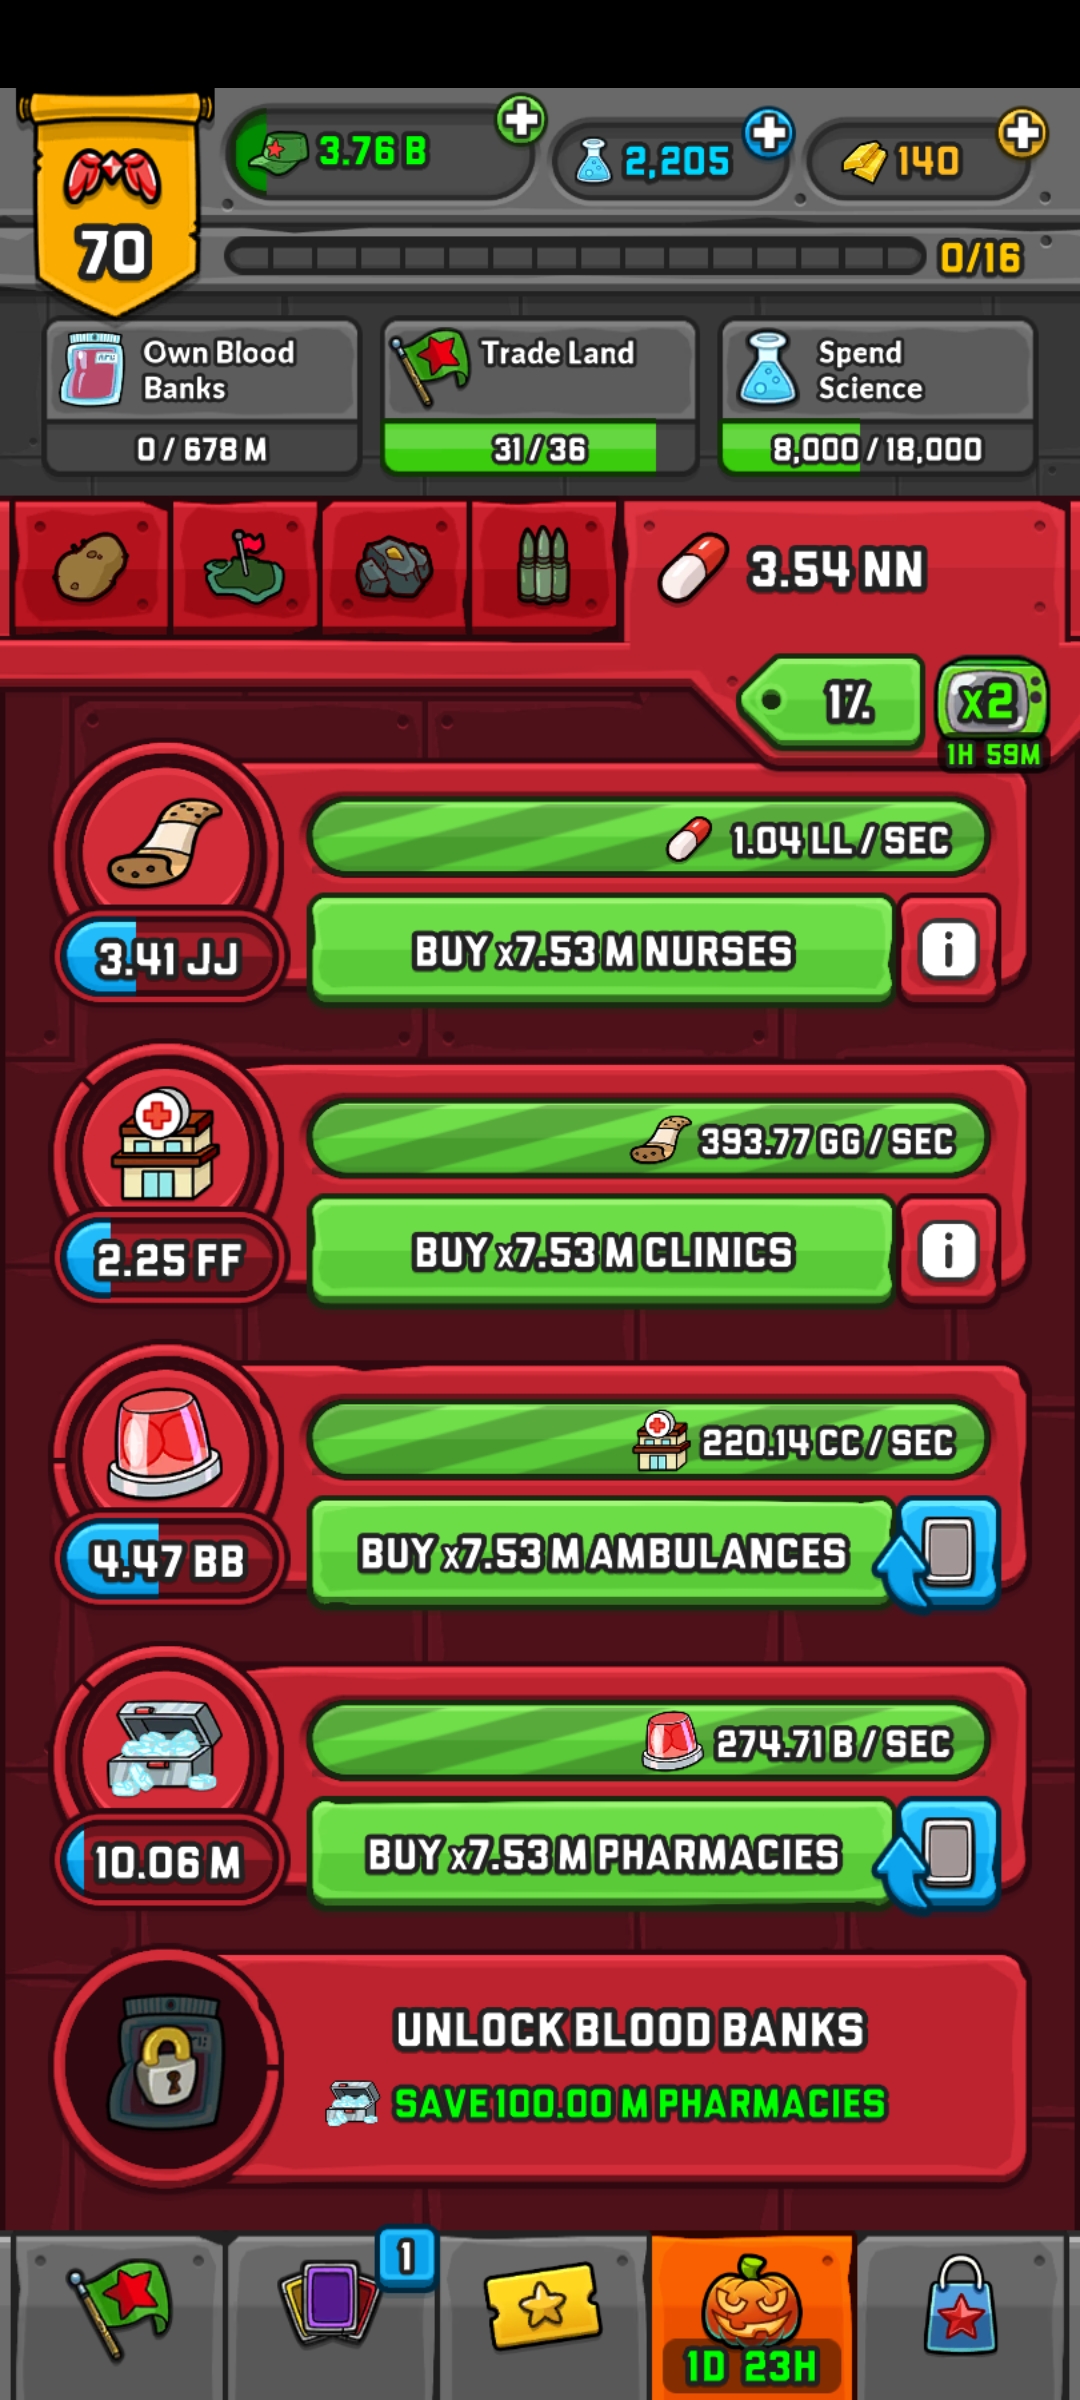 70
3.76 B
2,205
140
0/16
Own Blood
Banks
0 / 678 M
Trade Land
31 / 36
Spend
Science
8,000 / 18,000
3.54 NN
1%
x2
1H 59M
1.04 LL / SEC
3.41 JJ
BUY x7.53 M NURSES
i
393.77 GG / SEC
2.25 FF
BUY x7.53 M CLINICS
i
220.14 CC / SEC
4.47 BB
BUY x7.53 M AMBULANCES
274.71 B / SEC
10.06 M
BUY x7.53 M PHARMACIES
UNLOCK BLOOD BANKS
SAVE 100.00 M PHARMACIES
1
1D 23H